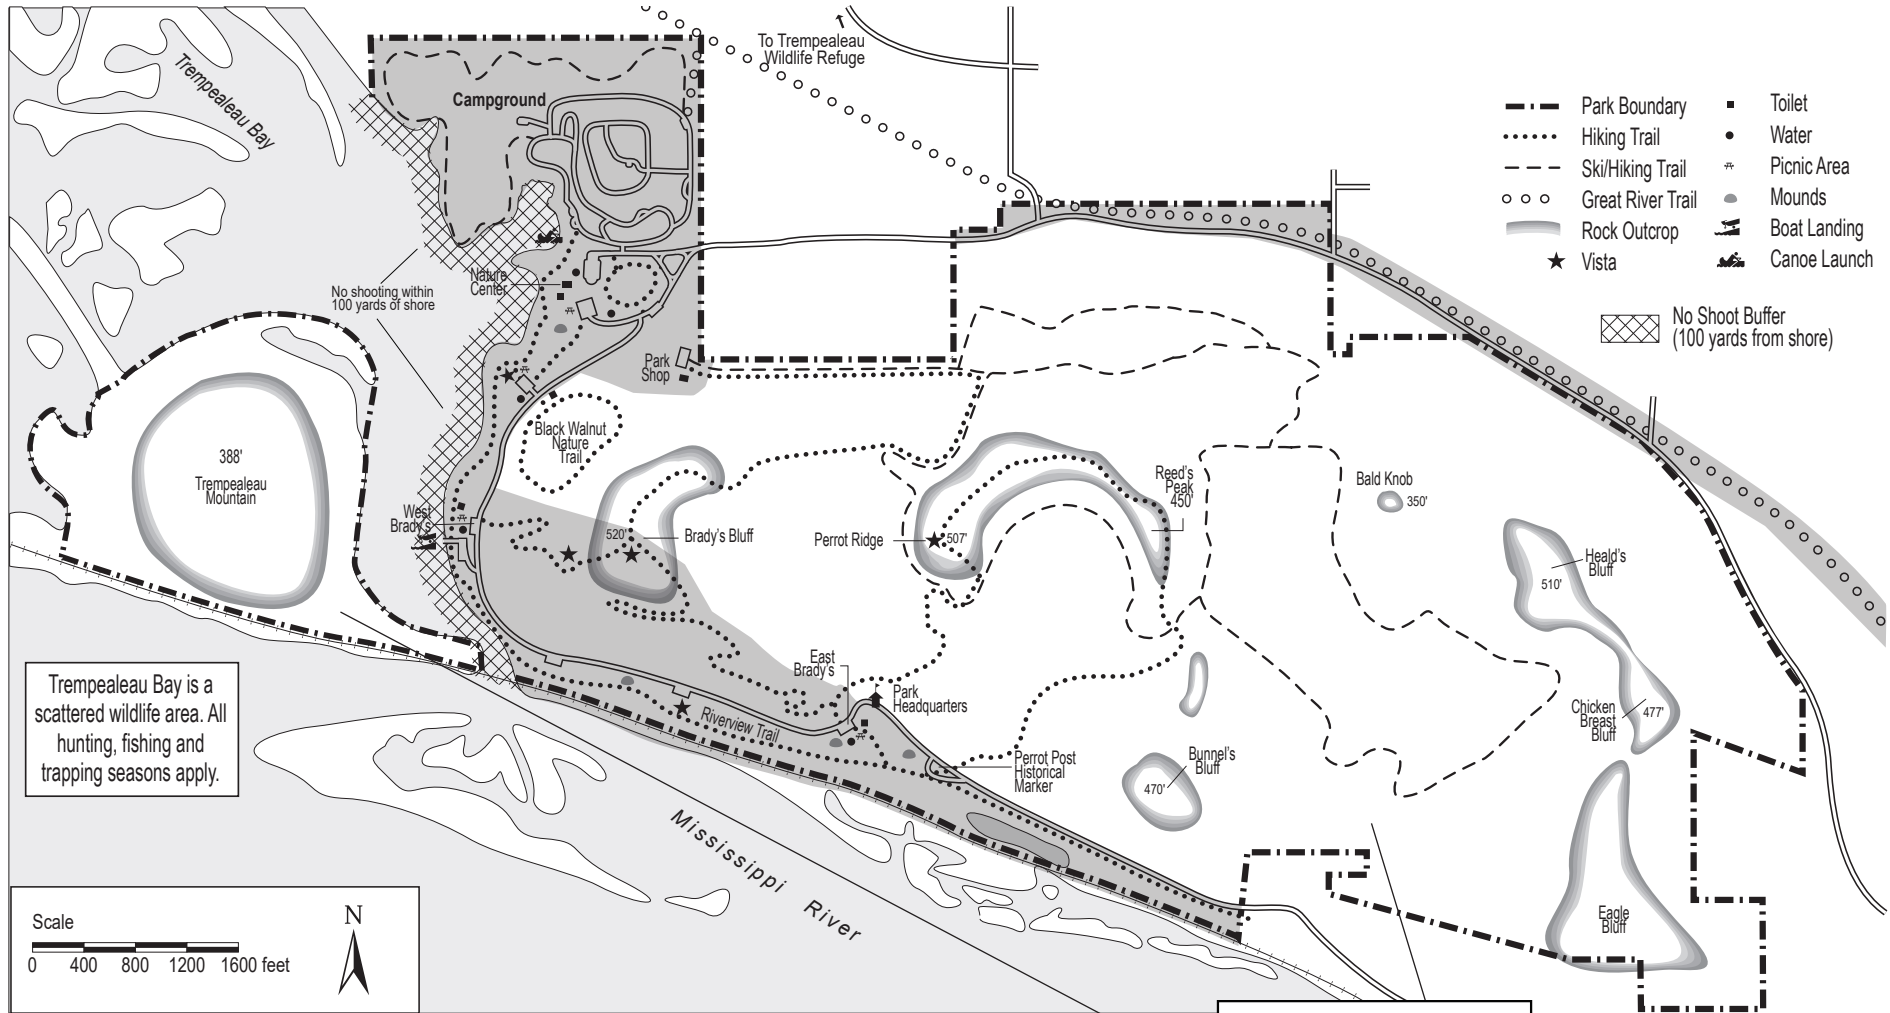 Trempealeau Bay
To Trempealeau
Wildlife Refuge
Campground
Park Boundary
Hiking Trail
Ski/Hiking Trail
Great River Trail
Rock Outcrop
Vista
Toilet
Water
Picnic Area
Mounds
Boat Landing
Canoe Launch
No Shoot Buffer
(100 yards from shore)
Nature
Center
No shooting within
100 yards of shore
Park
Shop
388'
Trempealeau
Mountain
Black Walnut
Nature
Trail
West
Brady's
520'
Brady's Bluff
Perrot Ridge
507'
Reed's
Peak
450'
Bald Knob
350'
Heald's
Bluff
510'
East
Brady's
Park
Headquarters
Riverview Trail
Perrot Post
Historical
Marker
Bunnel's
Bluff
470'
Chicken
Breast
Bluff
477'
Eagle
Bluff
Trempealeau Bay is a
scattered wildlife area. All
hunting, fishing and
trapping seasons apply.
Mississippi River
Scale
0 400 800 1200 1600 feet
N